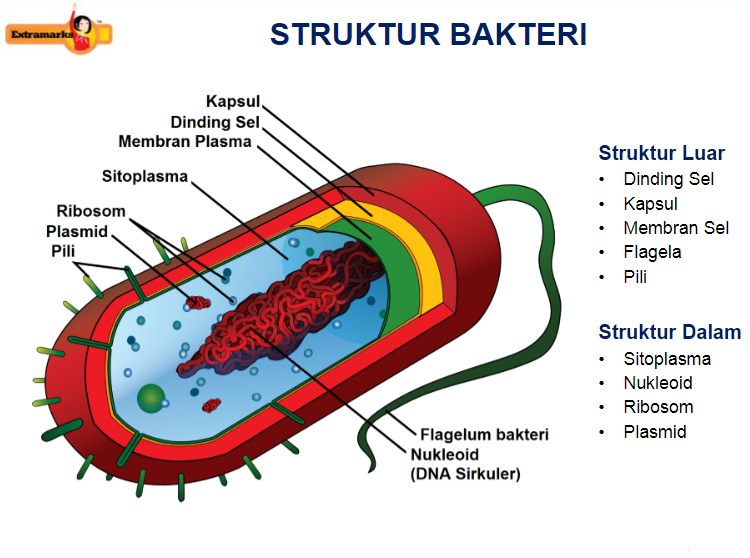 Extramarks
STRUKTUR BAKTERI
Kapsul
Dinding Sel
Membran Plasma
Sitoplasma
Ribosom
Plasmid
Pili
Flagelum bakteri
Nukleoid
(DNA Sirkuler)
Struktur Luar
• Dinding Sel
• Kapsul
• Membran Sel
• Flagela
• Pili
Struktur Dalam
• Sitoplasma
• Nukleoid
• Ribosom
• Plasmid